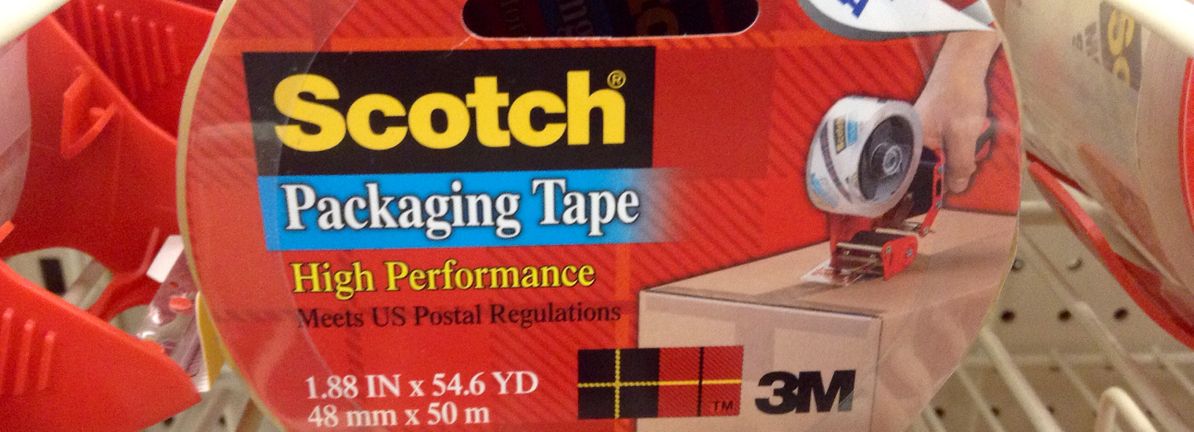 Scotch®
Packaging Tape
High Performance
Meets US Postal Regulations
1.88 IN x 54.6 YD
48 mm x 50 m
TM
3M